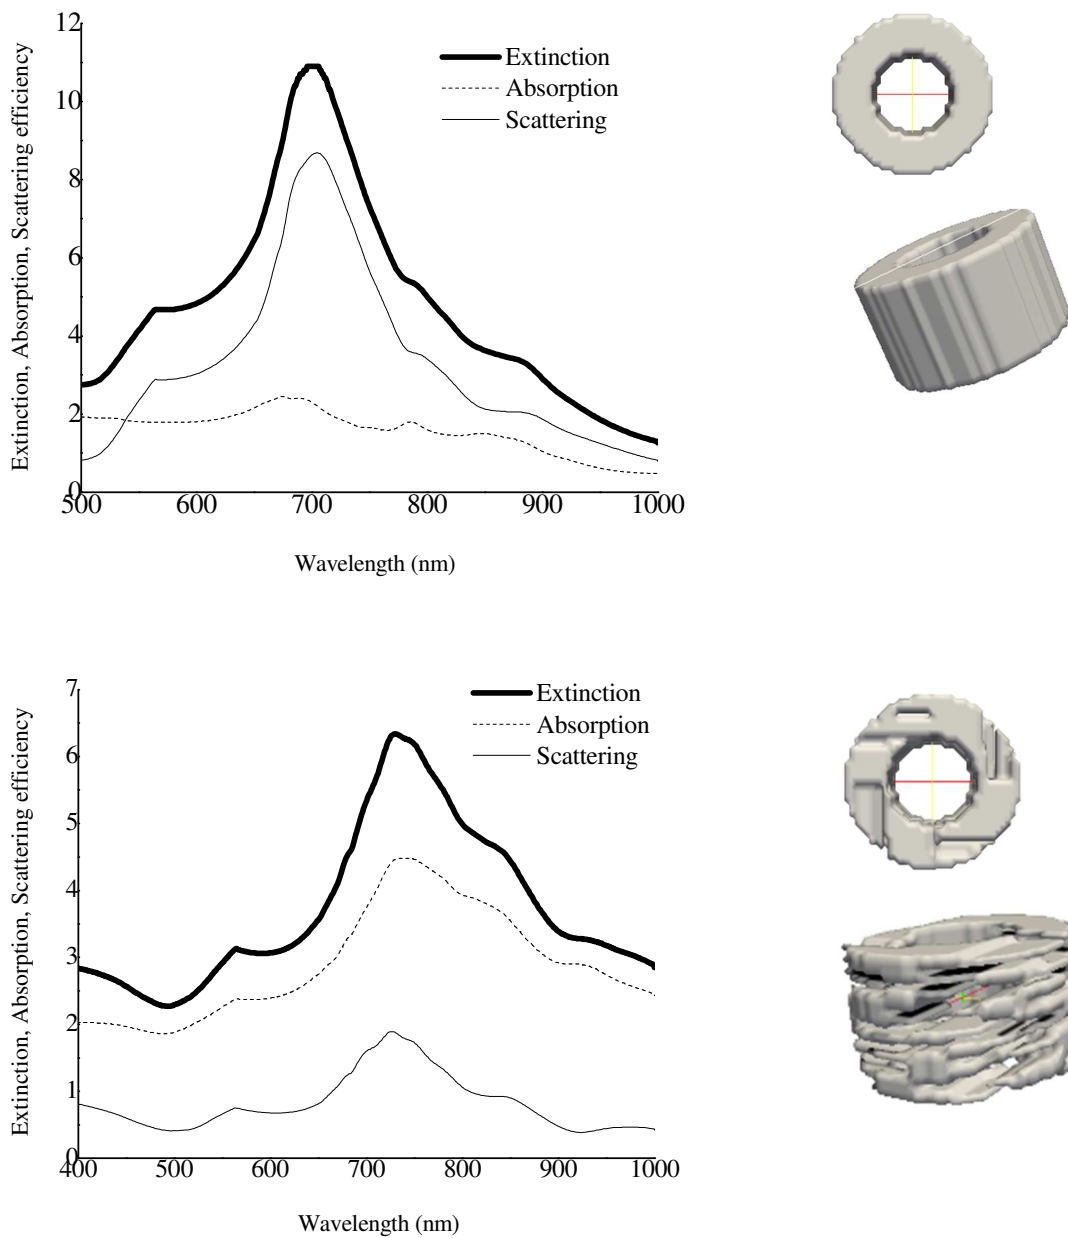 Extinction, Absorption, Scattering efficiency
12
10
8
6
4
2
0
Extinction
Absorption
Scattering
500 600 700 800 900 1000
Wavelength (nm)
Extinction, Absorption, Scattering efficiency
7
6
5
4
3
2
1
0
Extinction
Absorption
Scattering
400 500 600 700 800 900 1000
Wavelength (nm)